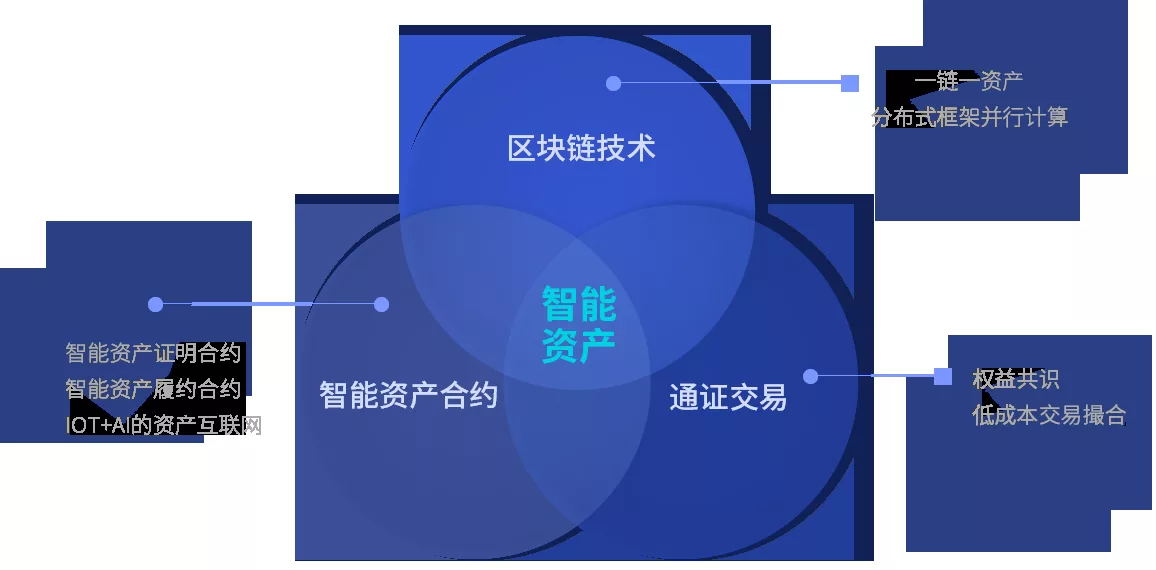 一链一资产
分布式框架并行计算
区块链技术
智能
资产
智能资产证明合约
智能资产履约合约
IOT+AI的资产互联网
智能资产合约
通证交易
权益共识
低成本交易撮合